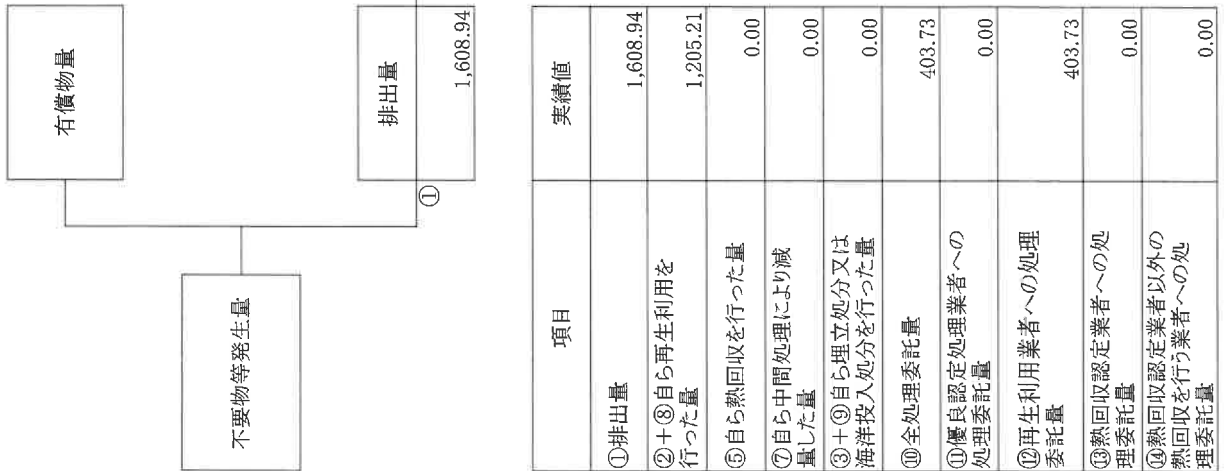 有償物量
不要物等発生量
排出量
①
1,608.94
項目
実績値
①排出量
1,608.94
②+⑧自ら再生利用を
行った量
1,205.21
⑤自ら熱回収を行った量
0.00
⑦自ら中間処理により減
量した量
0.00
③+⑨自ら埋立処分又は
海洋投入処分を行った量
0.00
⑩全処理委託量
403.73
⑪優良認定処理業者への
処理委託量
0.00
⑫再生利用業者への処理
委託量
403.73
⑬熱回収認定業者への処
理委託量
0.00
⑭熱回収認定業者以外の
熱回収を行う業者への処
理委託量
0.00